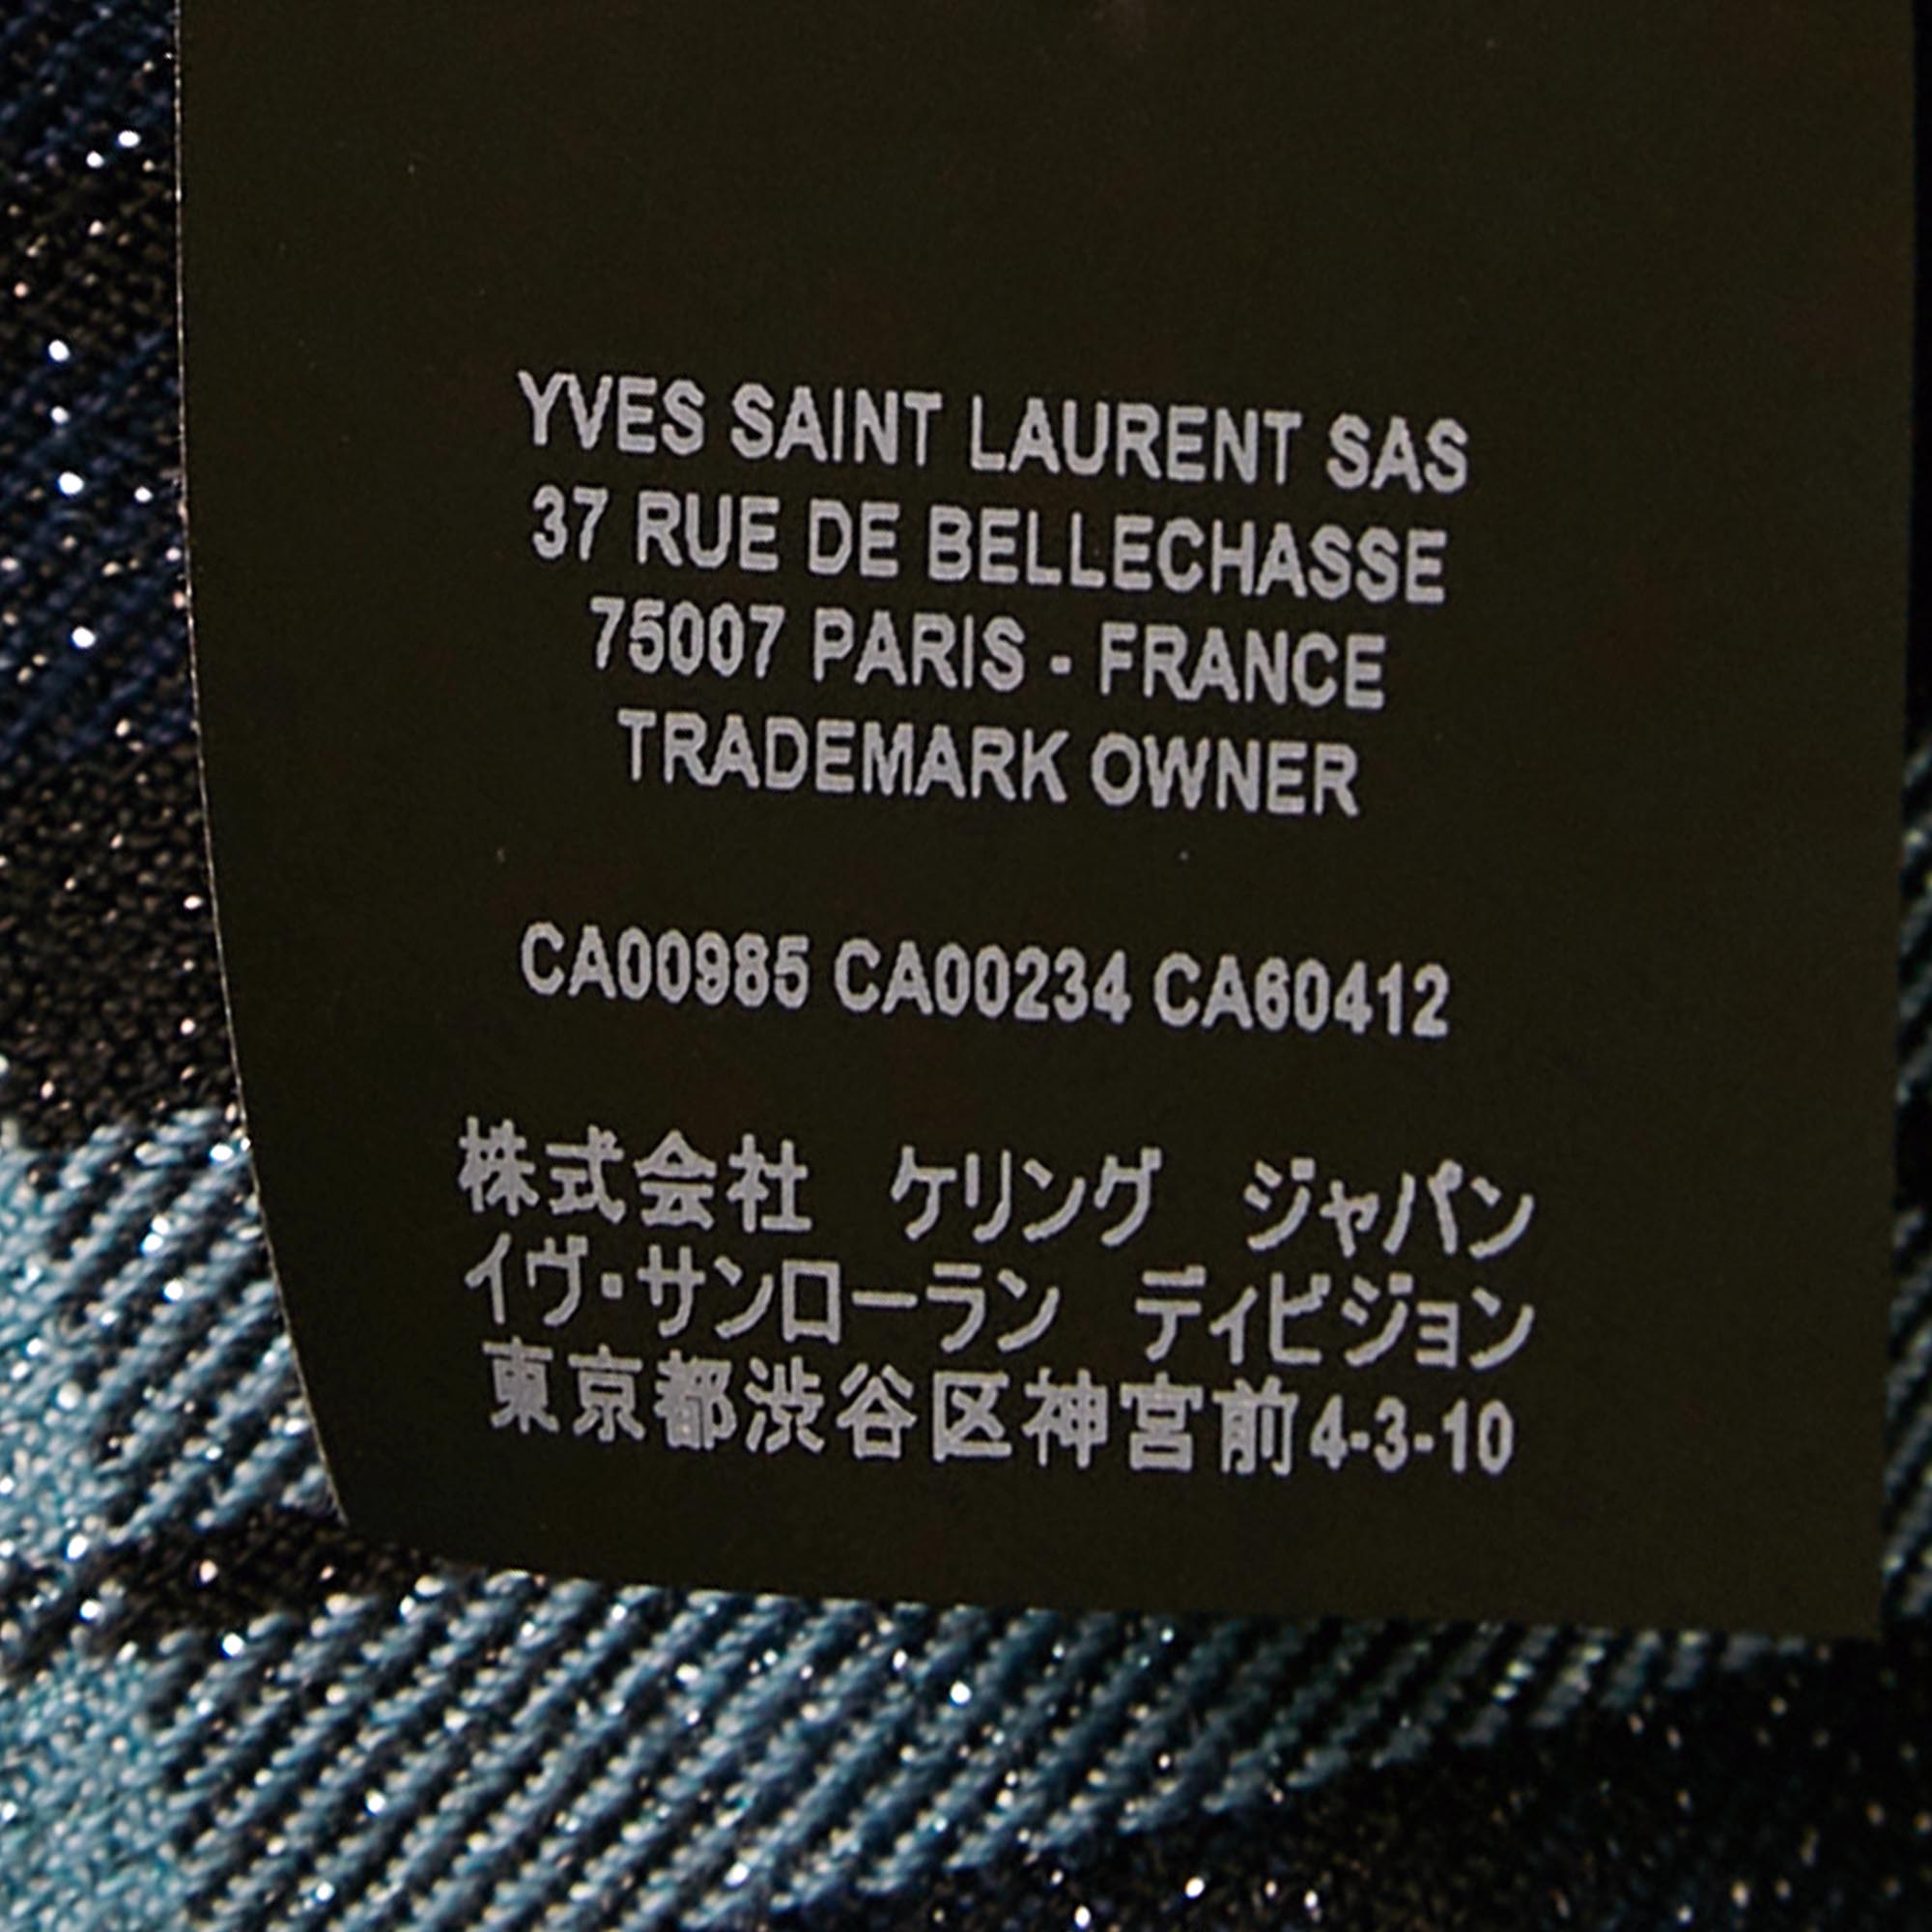 YVES SAINT LAURENT SAS
37 RUE DE BELLECHASSE
75007 PARIS - FRANCE
TRADEMARK OWNER
CA00985 CA00234 CA60412
株式会社　ケリング　ジャパン
イヴ・サンローラン　ディビジョン
東京都渋谷区神宮前4-3-10